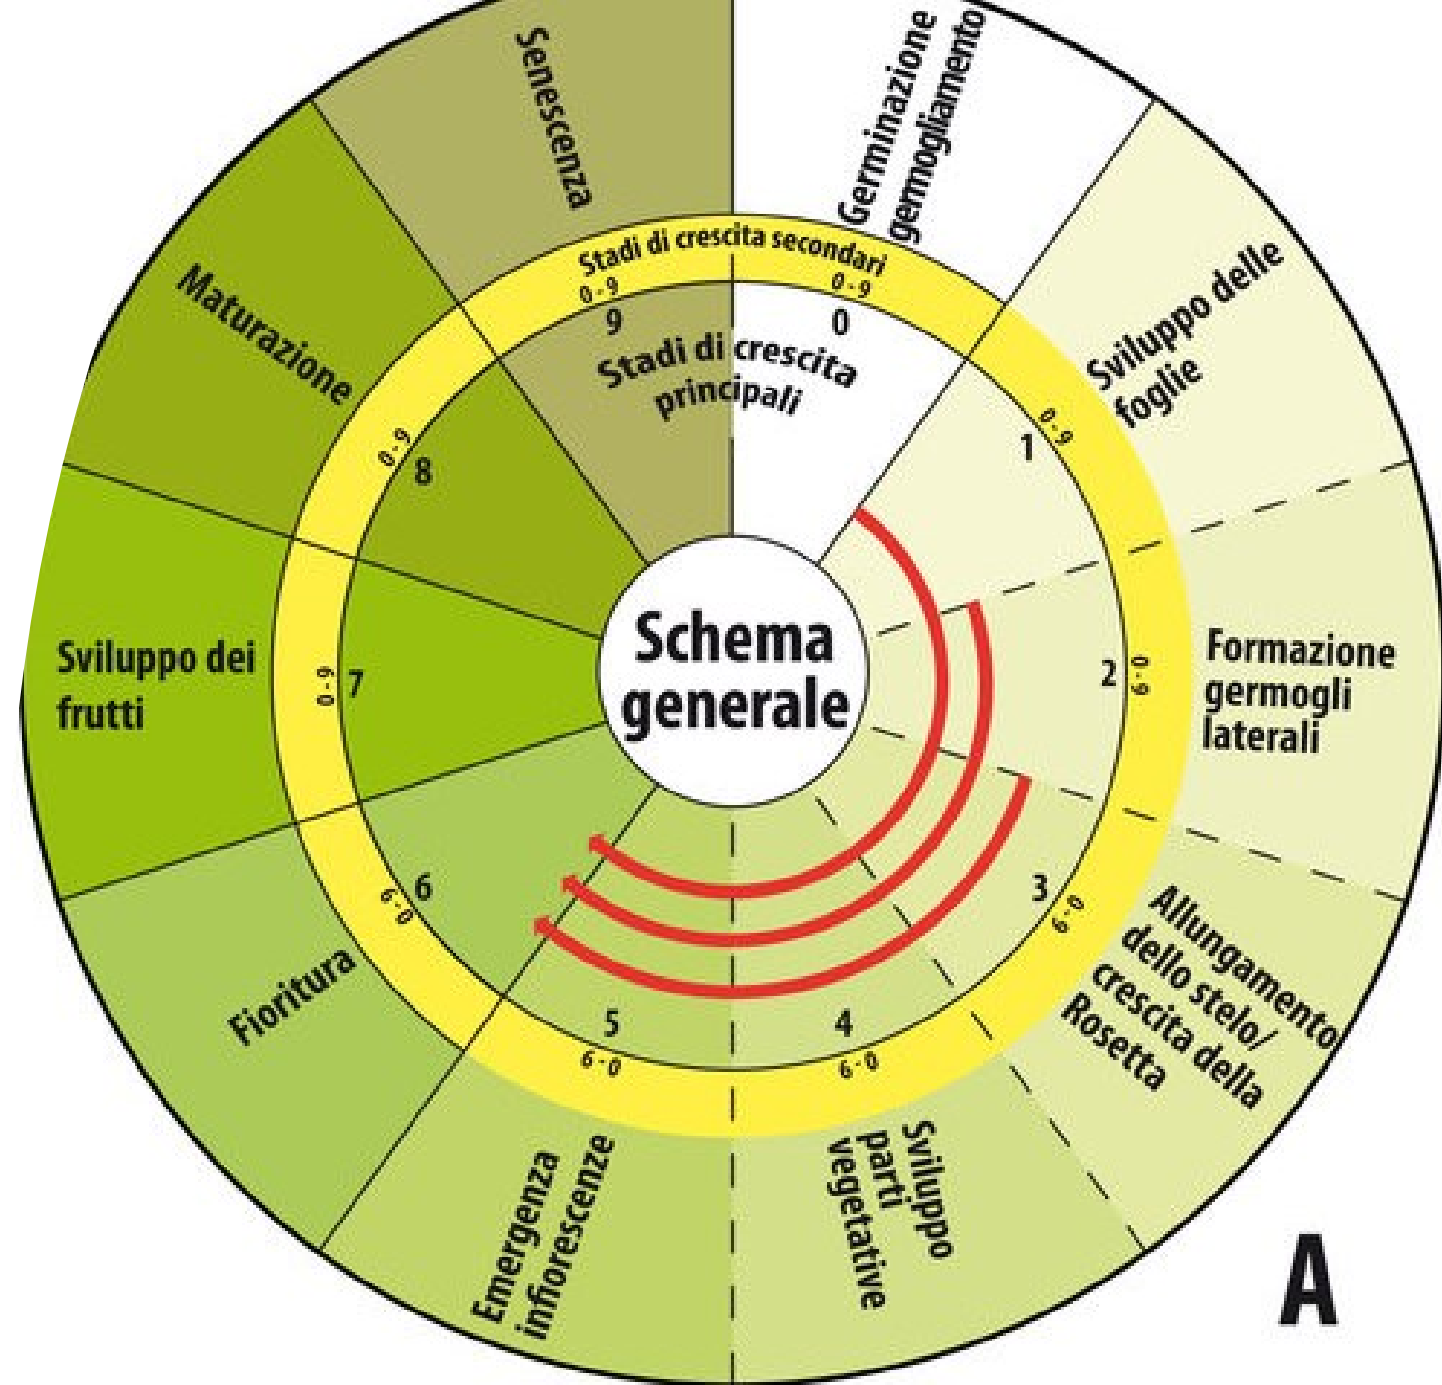 Schema
generale
Stadi di crescita
principali
Stadi di crescita secondari
0
0-9
Germinazione
germogliamento
1
0-9
Sviluppo delle
foglie
2
0-9
Formazione
germogli
laterali
3
0-9
Allungamento
dello stelo/
crescita della
Rosetta
4
0-9
Sviluppo
parti
vegetative
5
0-9
Emergenza
infiorescenze
6
0-9
Fioritura
7
0-9
Sviluppo dei
frutti
8
0-9
Maturazione
9
0-9
Senescenza
A